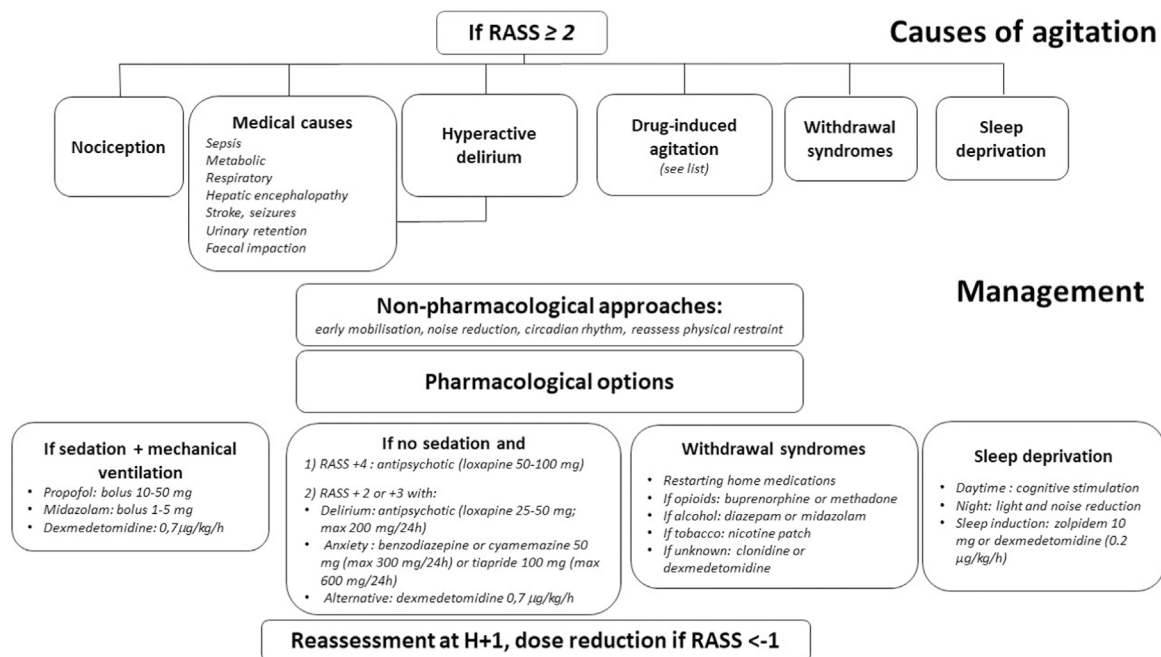 If RASS ≥ 2
Causes of agitation
Nociception
Medical causes
Sepsis
Metabolic
Respiratory
Hepatic encephalopathy
Stroke, seizures
Urinary retention
Faecal impaction
Hyperactive
delirium
Drug-induced
agitation
(see list)
Withdrawal
syndromes
Sleep
deprivation
Management
Non-pharmacological approaches:
early mobilisation, noise reduction, circadian rhythm, reassess physical restraint
Pharmacological options
If sedation + mechanical
ventilation
• Propofol: bolus 10-50 mg
• Midazolam: bolus 1-5 mg
• Dexmedetomidine: 0,7µg/kg/h
If no sedation and
1) RASS +4 : antipsychotic (loxapine 50-100 mg)
2) RASS + 2 or +3 with:
• Delirium: antipsychotic (loxapine 25-50 mg;
max 200 mg/24h)
• Anxiety : benzodiazepine or cyamemazine 50
mg (max 300 mg/24h) or tiapride 100 mg (max
600 mg/24h)
• Alternative: dexmedetomidine 0,7 µg/kg/h
Withdrawal syndromes
• Restarting home medications
• If opioids: buprenorphine or methadone
• If alcohol: diazepam or midazolam
• If tobacco: nicotine patch
• If unknown: clonidine or
dexmedetomidine
Sleep deprivation
• Daytime : cognitive stimulation
• Night: light and noise reduction
• Sleep induction: zolpidem 10
mg or dexmedetomidine (0.2
µg/kg/h)
Reassessment at H+1, dose reduction if RASS <-1